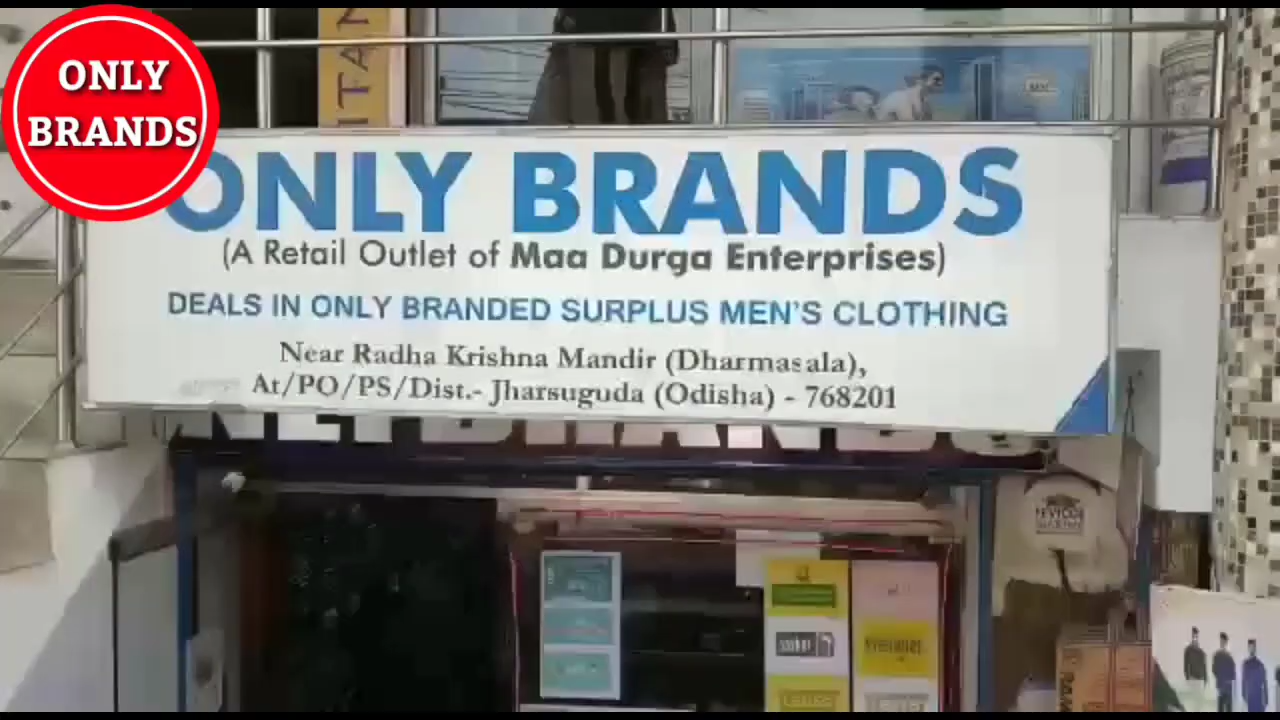 ONLY
BRANDS
ONLY BRANDS
(A Retail Outlet of Maa Durga Enterprises)
DEALS IN ONLY BRANDED SURPLUS MEN'S CLOTHING
Near Radha Krishna Mandir (Dharmasala),
At/PO/PS/Dist.- Jharsuguda (Odisha) - 768201